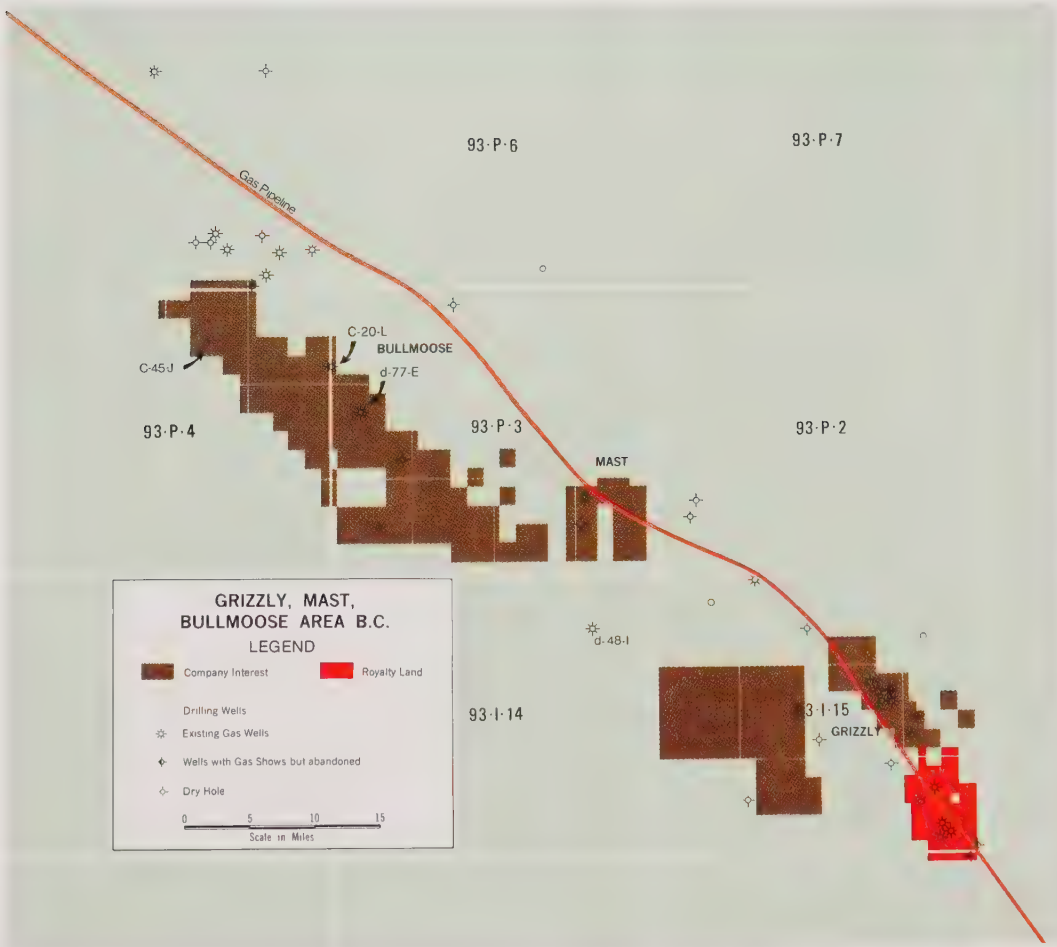 93·P·6
93·P·7
Gas Pipeline
C-20-L
BULLMOOSE
C-45-J
d-77-E
93·P·4
93·P·3
93·P·2
MAST
GRIZZLY, MAST,
BULLMOOSE AREA B.C.
LEGEND
Company Interest
Royalty Land
Drilling Wells
Existing Gas Wells
Wells with Gas Shows but abandoned
Dry Hole
0 5 10 15
Scale in Miles
d-48-I
93·I·14
3·I·15
GRIZZLY